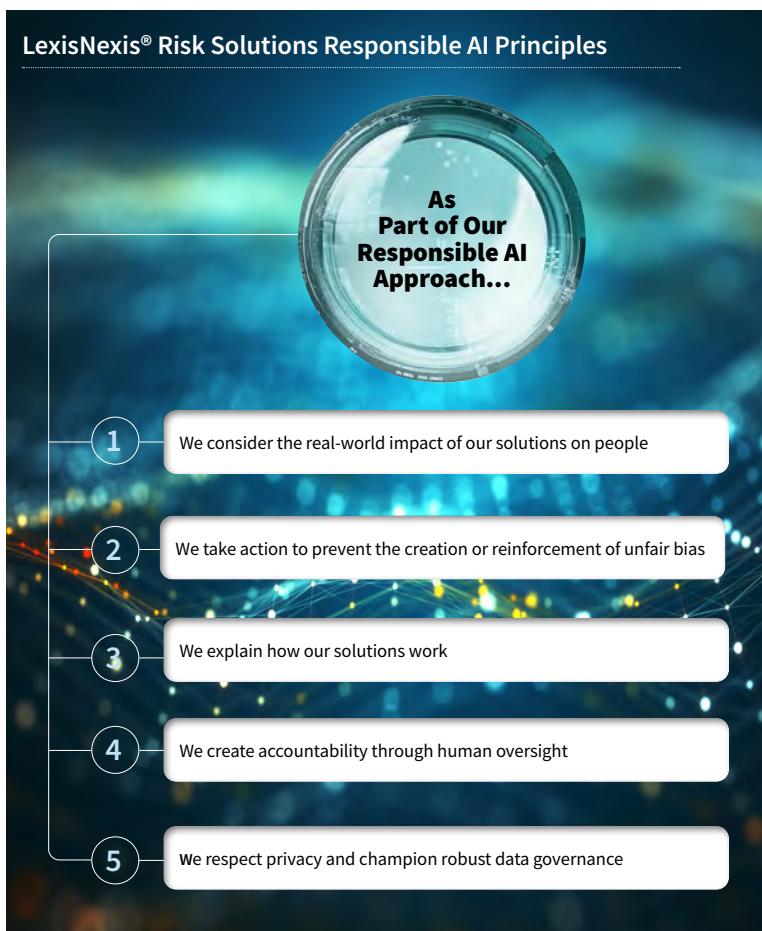 LexisNexis® Risk Solutions Responsible AI Principles
As
Part of Our
Responsible AI
Approach...
1
We consider the real-world impact of our solutions on people
2
We take action to prevent the creation or reinforcement of unfair bias
3
We explain how our solutions work
4
We create accountability through human oversight
5
We respect privacy and champion robust data governance